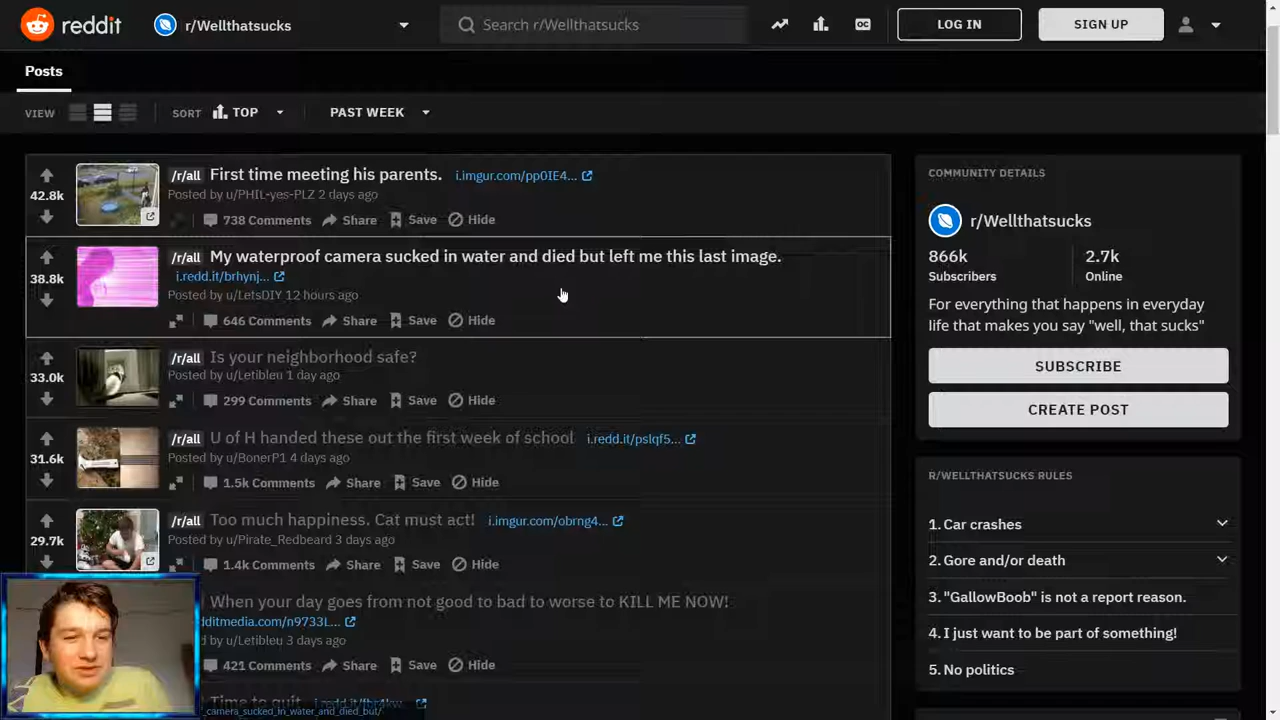 reddit r/Wellthatsucks Search r/Wellthatsucks OC LOG IN SIGN UP
Posts
VIEW SORT TOP PAST WEEK
42.8k
/r/all First time meeting his parents. i.imgur.com/pp0IE4...
Posted by u/PHIL-yes-PLZ 2 days ago
738 Comments Share Save Hide
38.8k
/r/all My waterproof camera sucked in water and died but left me this last image.
i.redd.it/brhynj...
Posted by u/LetsDIY 12 hours ago
646 Comments Share Save Hide
33.0k
/r/all Is your neighborhood safe?
Posted by u/Letibleu 1 day ago
299 Comments Share Save Hide
31.6k
/r/all U of H handed these out the first week of school i.redd.it/pslqf5...
Posted by u/BonerP1 4 days ago
1.5k Comments Share Save Hide
29.7k
/r/all Too much happiness. Cat must act! i.imgur.com/obrng4...
Posted by u/Pirate_Redbeard 3 days ago
1.4k Comments Share Save Hide
When your day goes from not good to bad to worse to KILL ME NOW!
dditmedia.com/n9733L...
d by u/Letibleu 3 days ago
421 Comments Share Save Hide
Time to quit
_camera_sucked_in_water_and_died_but/
COMMUNITY DETAILS
r/Wellthatsucks
866k 2.7k
Subscribers Online
For everything that happens in everyday
life that makes you say "well, that sucks"
SUBSCRIBE
CREATE POST
R/WELLTHATSUCKS RULES
1. Car crashes
2. Gore and/or death
3. "GallowBoob" is not a report reason.
4. I just want to be part of something!
5. No politics